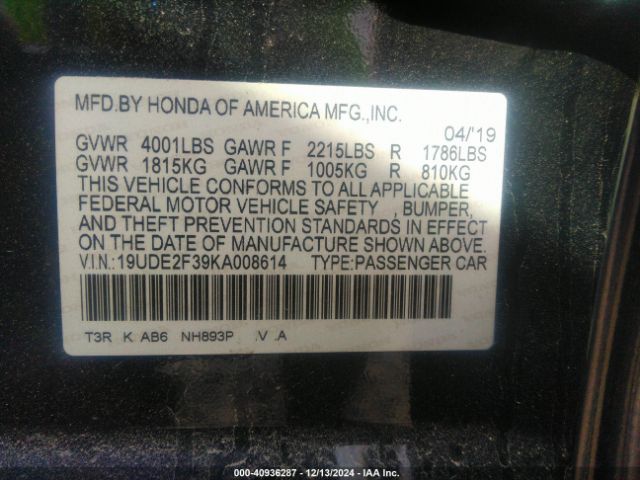 MFD.BY HONDA OF AMERICA MFG.,INC.
04/'19
GVWR 4001LBS GAWR F 2215LBS R 1786LBS
GVWR 1815KG GAWR F 1005KG R 810KG
THIS VEHICLE CONFORMS TO ALL APPLICABLE
FEDERAL MOTOR VEHICLE SAFETY , BUMPER,
AND THEFT PREVENTION STANDARDS IN EFFECT
ON THE DATE OF MANUFACTURE SHOWN ABOVE.
V.I.N.:19UDE2F39KA008614 TYPE:PASSENGER CAR
T3R K AB6 NH893P .V .A
000-40936287 - 12/13/2024 - IAA Inc.